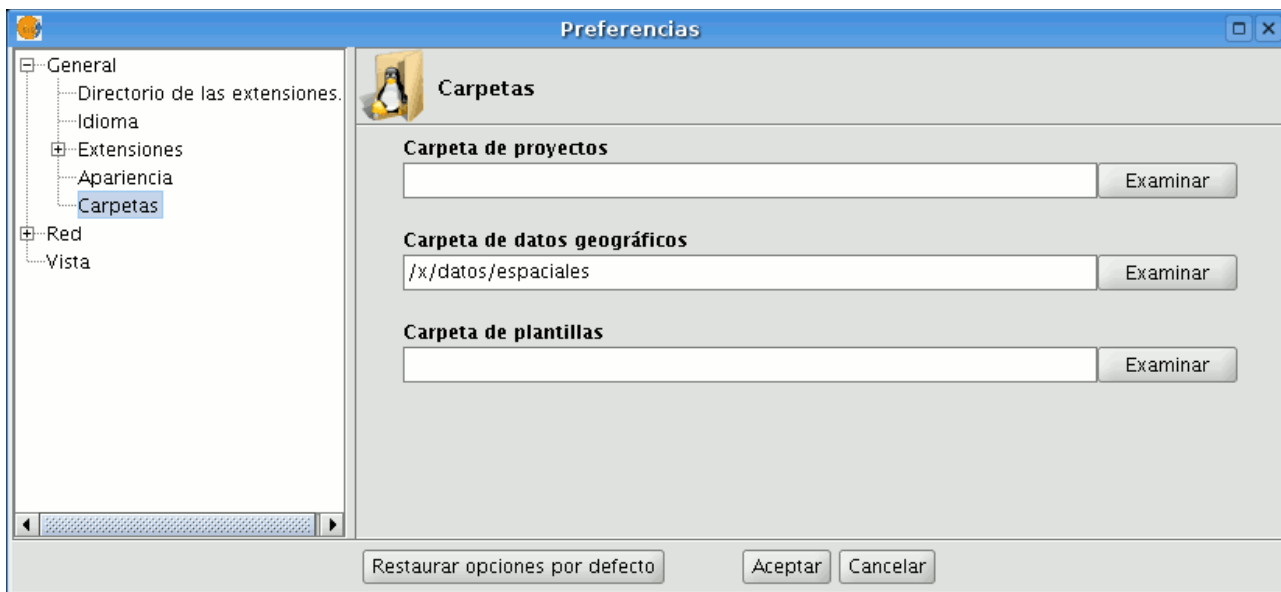 Preferencias
General
Directorio de las extensiones.
Idioma
Extensiones
Apariencia
Carpetas
Red
Vista
Carpetas
Carpeta de proyectos
Examinar
Carpeta de datos geográficos
/x/datos/espaciales
Examinar
Carpeta de plantillas
Examinar
Restaurar opciones por defecto
Aceptar
Cancelar